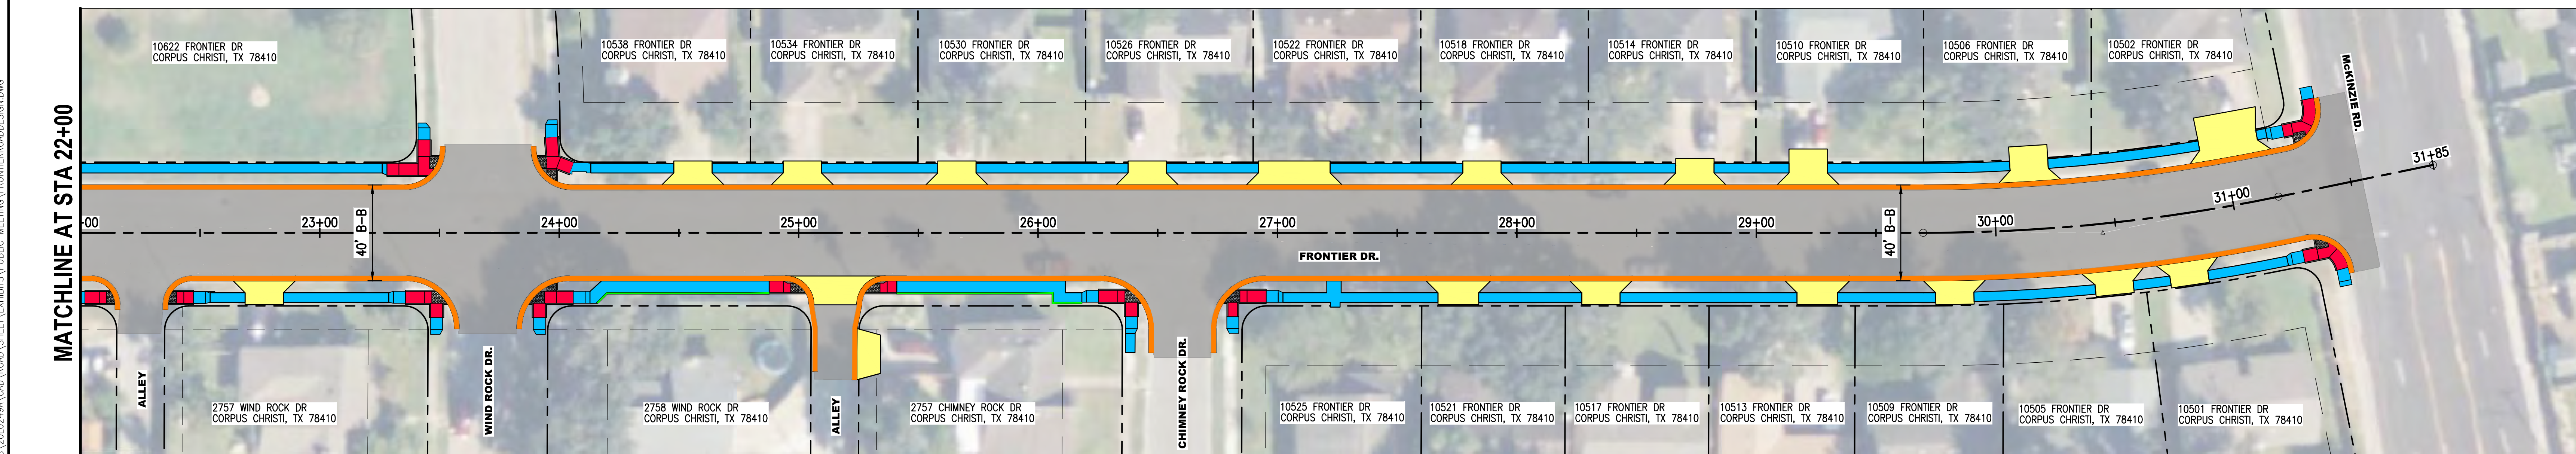 10622 FRONTIER DR
CORPUS CHRISTI, TX 78410
10538 FRONTIER DR
CORPUS CHRISTI, TX 78410
10534 FRONTIER DR
CORPUS CHRISTI, TX 78410
10530 FRONTIER DR
CORPUS CHRISTI, TX 78410
10526 FRONTIER DR
CORPUS CHRISTI, TX 78410
10522 FRONTIER DR
CORPUS CHRISTI, TX 78410
10518 FRONTIER DR
CORPUS CHRISTI, TX 78410
10514 FRONTIER DR
CORPUS CHRISTI, TX 78410
10510 FRONTIER DR
CORPUS CHRISTI, TX 78410
10506 FRONTIER DR
CORPUS CHRISTI, TX 78410
10502 FRONTIER DR
CORPUS CHRISTI, TX 78410
McKINZIE RD.
MATCHLINE AT STA 22+00
+00
23+00
40' B-B
24+00
25+00
26+00
27+00
28+00
29+00
40' B-B
30+00
31+00
31+85
FRONTIER DR.
ALLEY
2757 WIND ROCK DR
CORPUS CHRISTI, TX 78410
WIND ROCK DR.
2758 WIND ROCK DR
CORPUS CHRISTI, TX 78410
ALLEY
2757 CHIMNEY ROCK DR
CORPUS CHRISTI, TX 78410
CHIMNEY ROCK DR.
10525 FRONTIER DR
CORPUS CHRISTI, TX 78410
10521 FRONTIER DR
CORPUS CHRISTI, TX 78410
10517 FRONTIER DR
CORPUS CHRISTI, TX 78410
10513 FRONTIER DR
CORPUS CHRISTI, TX 78410
10509 FRONTIER DR
CORPUS CHRISTI, TX 78410
10505 FRONTIER DR
CORPUS CHRISTI, TX 78410
10501 FRONTIER DR
CORPUS CHRISTI, TX 78410